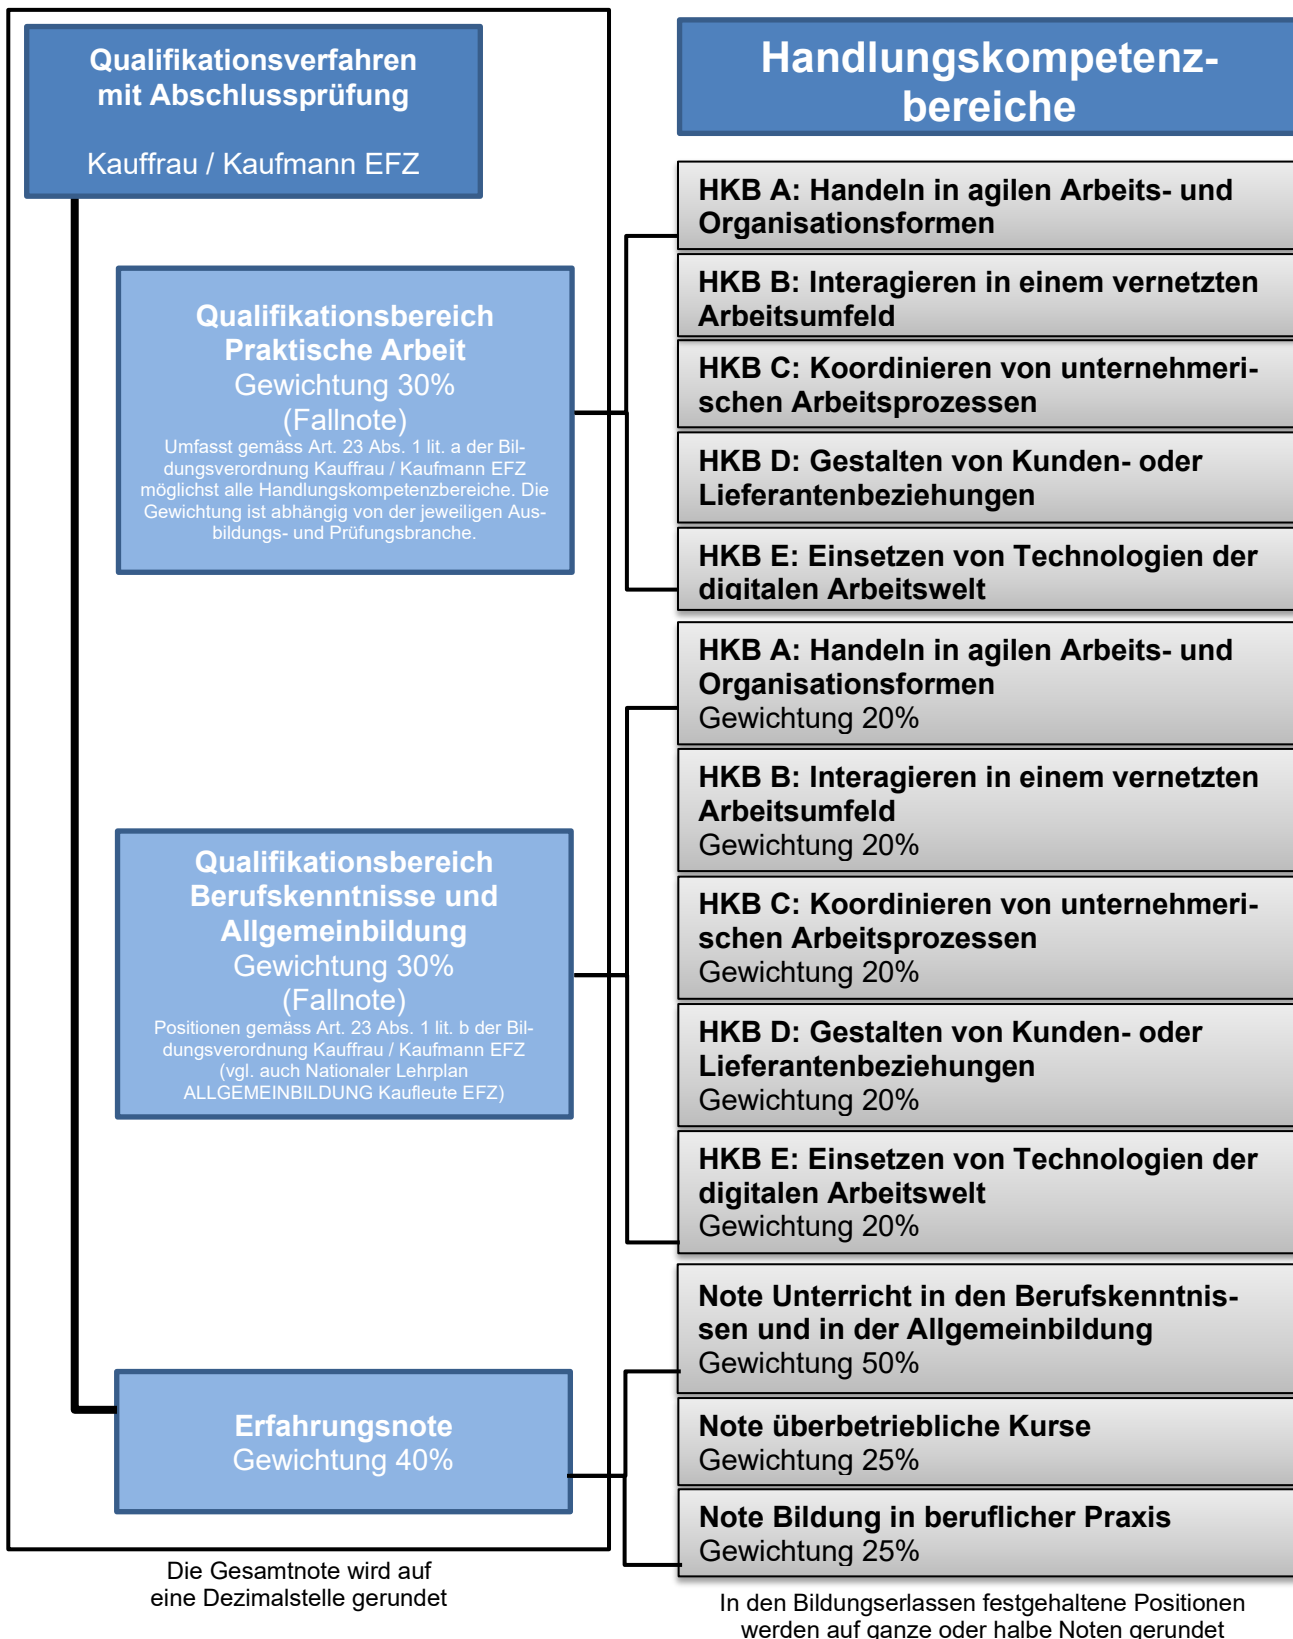 Qualifikationsverfahren
mit Abschlussprüfung
Kauffrau / Kaufmann EFZ
Qualifikationsbereich
Praktische Arbeit
Gewichtung 30%
(Fallnote)
Umfasst gemäss Art. 23 Abs. 1 lit. a der Bil-
dungsverordnung Kauffrau / Kaufmann EFZ
möglichst alle Handlungskompetenzbereiche. Die
Gewichtung ist abhängig von der jeweiligen Aus-
bildungs- und Prüfungsbranche.
Qualifikationsbereich
Berufskenntnisse und
Allgemeinbildung
Gewichtung 30%
(Fallnote)
Positionen gemäss Art. 23 Abs. 1 lit. b der Bil-
dungsverordnung Kauffrau / Kaufmann EFZ
(vgl. auch Nationaler Lehrplan
ALLGEMEINBILDUNG Kaufleute EFZ)
Erfahrungsnote
Gewichtung 40%
Die Gesamtnote wird auf
eine Dezimalstelle gerundet
Handlungskompetenz-
bereiche
HKB A: Handeln in agilen Arbeits- und
Organisationsformen
HKB B: Interagieren in einem vernetzten
Arbeitsumfeld
HKB C: Koordinieren von unternehmeri-
schen Arbeitsprozessen
HKB D: Gestalten von Kunden- oder
Lieferantenbeziehungen
HKB E: Einsetzen von Technologien der
digitalen Arbeitswelt
HKB A: Handeln in agilen Arbeits- und
Organisationsformen
Gewichtung 20%
HKB B: Interagieren in einem vernetzten
Arbeitsumfeld
Gewichtung 20%
HKB C: Koordinieren von unternehmeri-
schen Arbeitsprozessen
Gewichtung 20%
HKB D: Gestalten von Kunden- oder
Lieferantenbeziehungen
Gewichtung 20%
HKB E: Einsetzen von Technologien der
digitalen Arbeitswelt
Gewichtung 20%
Note Unterricht in den Berufskenntnis-
sen und in der Allgemeinbildung
Gewichtung 50%
Note überbetriebliche Kurse
Gewichtung 25%
Note Bildung in beruflicher Praxis
Gewichtung 25%
In den Bildungserlassen festgehaltene Positionen
werden auf ganze oder halbe Noten gerundet